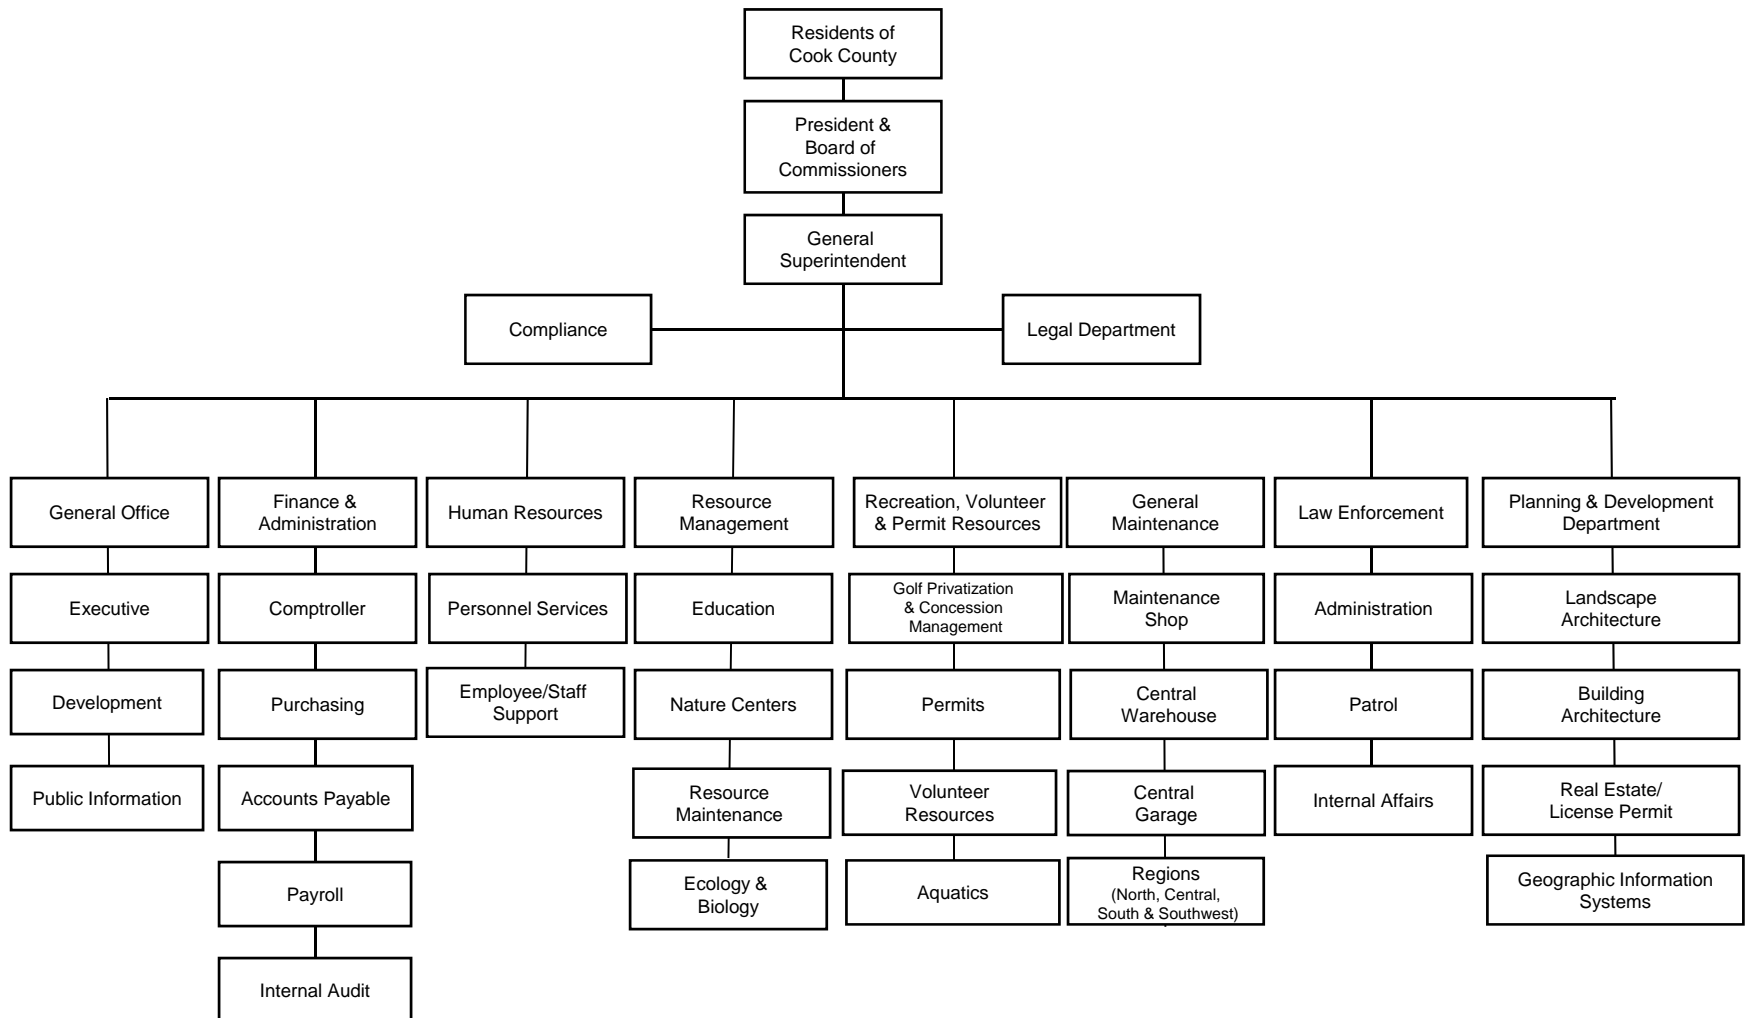 Residents of
Cook County
President &
Board of
Commissioners
General
Superintendent
Compliance
Legal Department
General Office
Finance &
Administration
Human Resources
Resource
Management
Recreation, Volunteer
& Permit Resources
General
Maintenance
Law Enforcement
Planning & Development
Department
Executive
Comptroller
Personnel Services
Education
Golf Privatization
& Concession
Management
Maintenance
Shop
Administration
Landscape
Architecture
Development
Purchasing
Employee/Staff
Support
Nature Centers
Permits
Central
Warehouse
Patrol
Building
Architecture
Public Information
Accounts Payable
Resource
Maintenance
Volunteer
Resources
Central
Garage
Internal Affairs
Real Estate/
License Permit
Payroll
Ecology &
Biology
Aquatics
Regions
(North, Central,
South & Southwest)
Geographic Information
Systems
Internal Audit